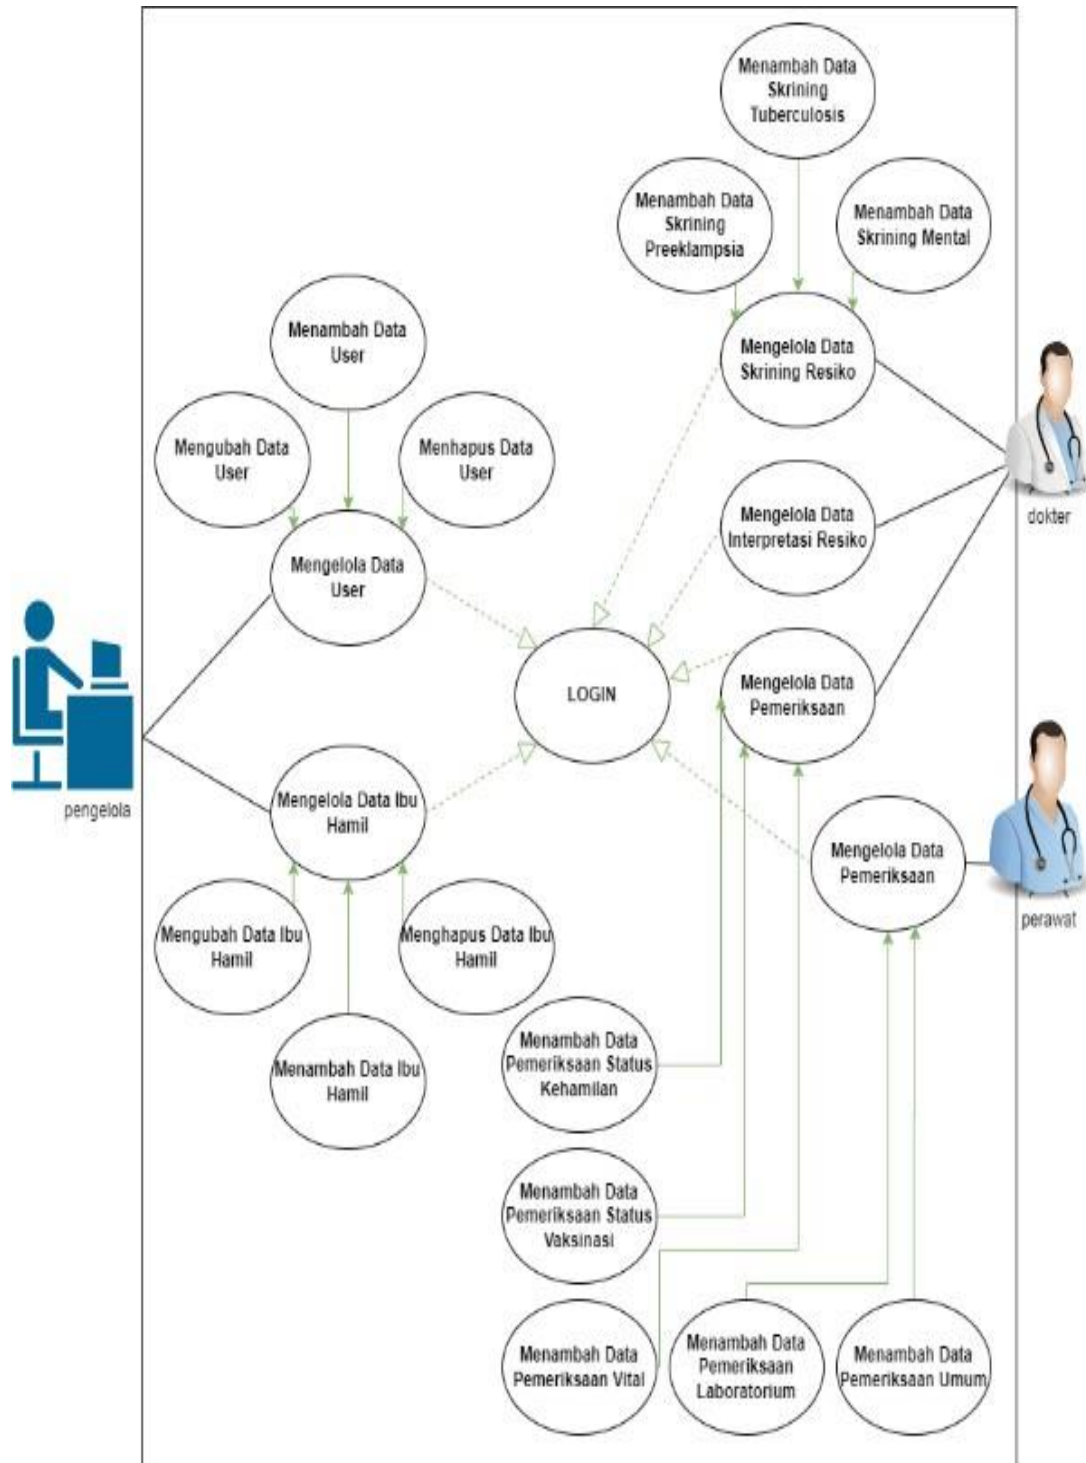 Menambah Data
Skrining
Tuberculosis
Menambah Data
Skrining
Preeklampsia
Menambah Data
Skrining Mental
Menambah Data
User
Mengelola Data
Skrining Resiko
Mengubah Data
User
Menhapus Data
User
Mengelola Data
Interpretasi Resiko
dokter
Mengelola Data
User
LOGIN
Mengelola Data
Pemeriksaan
pengelola
Mengelola Data Ibu
Hamil
Mengelola Data
Pemeriksaan
perawat
Mengubah Data Ibu
Hamil
Menghapus Data Ibu
Hamil
Menambah Data Ibu
Hamil
Menambah Data
Pemeriksaan Status
Kehamilan
Menambah Data
Pemeriksaan Status
Vaksinasi
Menambah Data
Pemeriksaan Vital
Menambah Data
Pemeriksaan
Laboratorium
Menambah Data
Pemeriksaan Umum